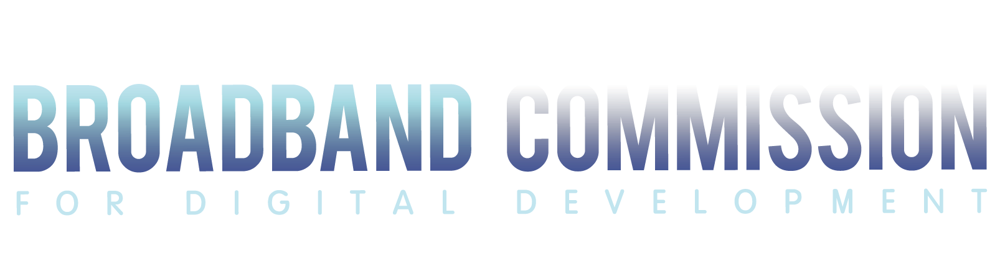 BROADBAND COMMISSION
FOR DIGITAL DEVELOPMENT